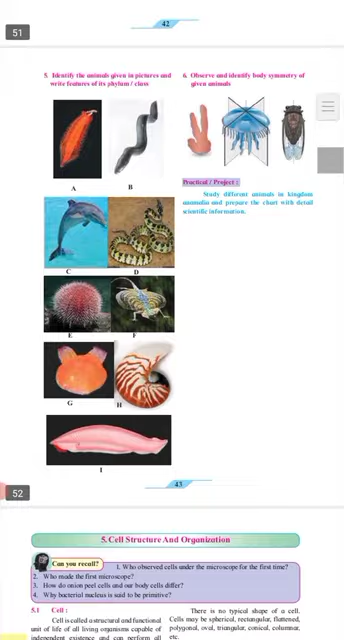 42
51
5. Identify the animals given in pictures and
write features of its phylum / class
A
B
C
D
E
F
G
H
I
6. Observe and identify body symmetry of
given animals
Practical / Project :
Study different animals in kingdom
mammalia and prepare the chart with detail
scientific information.
43
52
5. Cell Structure And Organization
Can you recall?
1. Who observed cells under the microscope for the first time?
2. Who made the first microscope?
3. How do onion peel cells and our body cells differ?
4. Why bacterial nucleus is said to be primitive?
5.1 Cell :
Cell is called a structural and functional
unit of life of all living organisms capable of
independent existence and can perform all
There is no typical shape of a cell.
Cells may be spherical, rectangular, flattened,
polygonal, oval, triangular, conical, columnar,
etc.